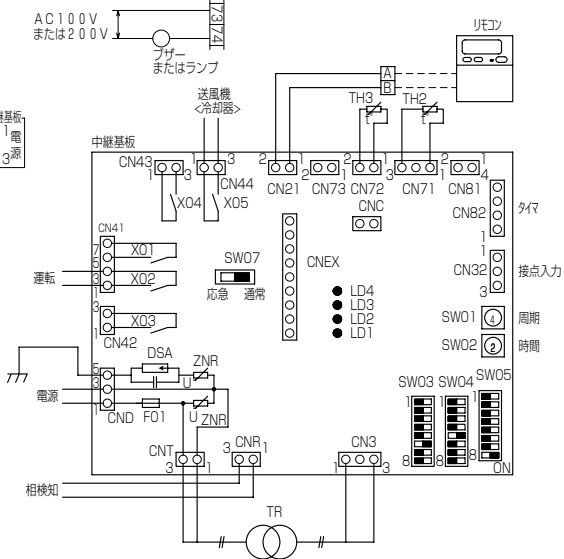 AC100V
または200V
73
74
ブザー
またはランプ
リモコン
A
B
送風機
<冷却器>
TH3
t
TH2
t
継基板
1
電源
3
中継基板
CN43
1
3
1
3
CN44
2
1
CN21
2
1
CN73
2
1
CN72
3
1
CN71
1
4
CN81
X04
X05
CNC
CN82
タイマ
1
CN41
7
5
3
1
X01
X02
運転
SW07
応急
通常
CNEX
LD4
LD3
LD2
LD1
1
CN32
3
接点入力
SW01
4
周期
SW02
2
時間
3
1
CN42
X03
DSA
ZNR
U
5
3
1
電源
CND
F01
U
ZNR
SW03
SW04
SW05
1
8
1
8
1
8
ON
CNT
3
1
3
CNR
1
CN3
1
3
相検知
TR